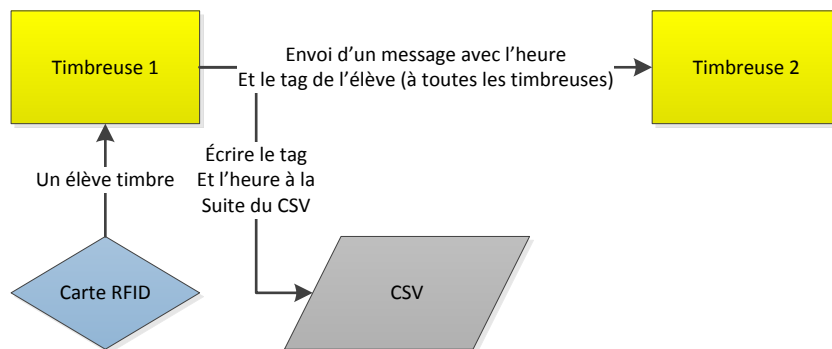 Timbreuse 1
Envoi d'un message avec l'heure
Et le tag de l'élève (à toutes les timbreuses)
Timbreuse 2
Un élève timbre
Écrire le tag
Et l'heure à la
Suite du CSV
Carte RFID
CSV